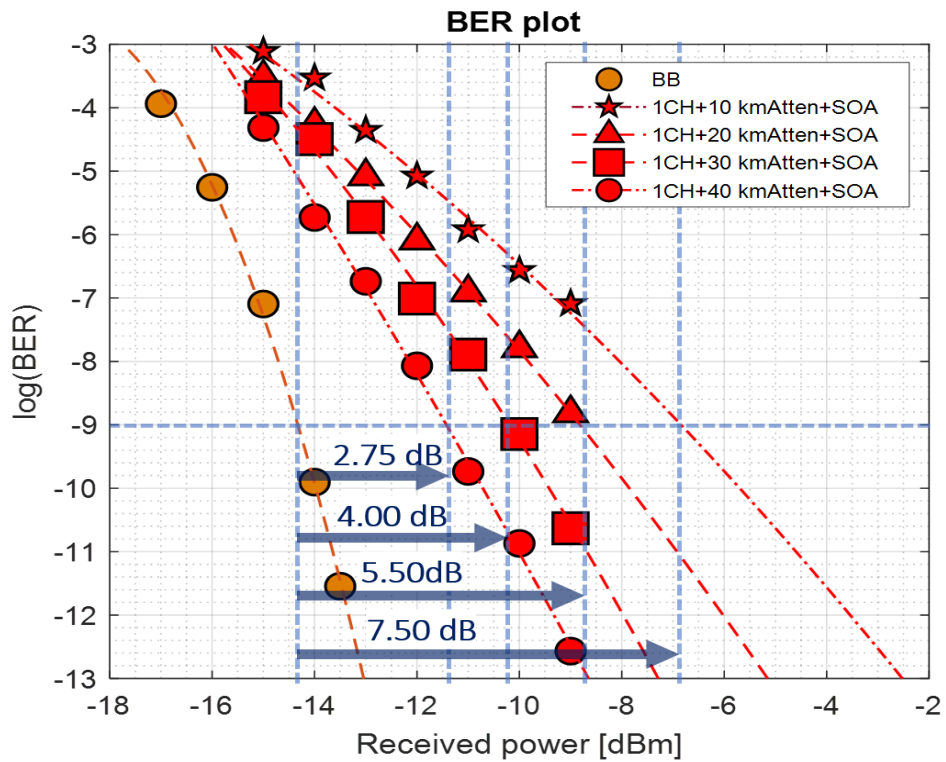 BER plot
-3
-4
-5
-6
-7
-8
-9
-10
-11
-12
-13
log(BER)
BB
1CH+10 kmAtten+SOA
1CH+20 kmAtten+SOA
1CH+30 kmAtten+SOA
1CH+40 kmAtten+SOA
2.75 dB
4.00 dB
5.50dB
7.50 dB
-18 -16 -14 -12 -10 -8 -6 -4 -2
Received power [dBm]